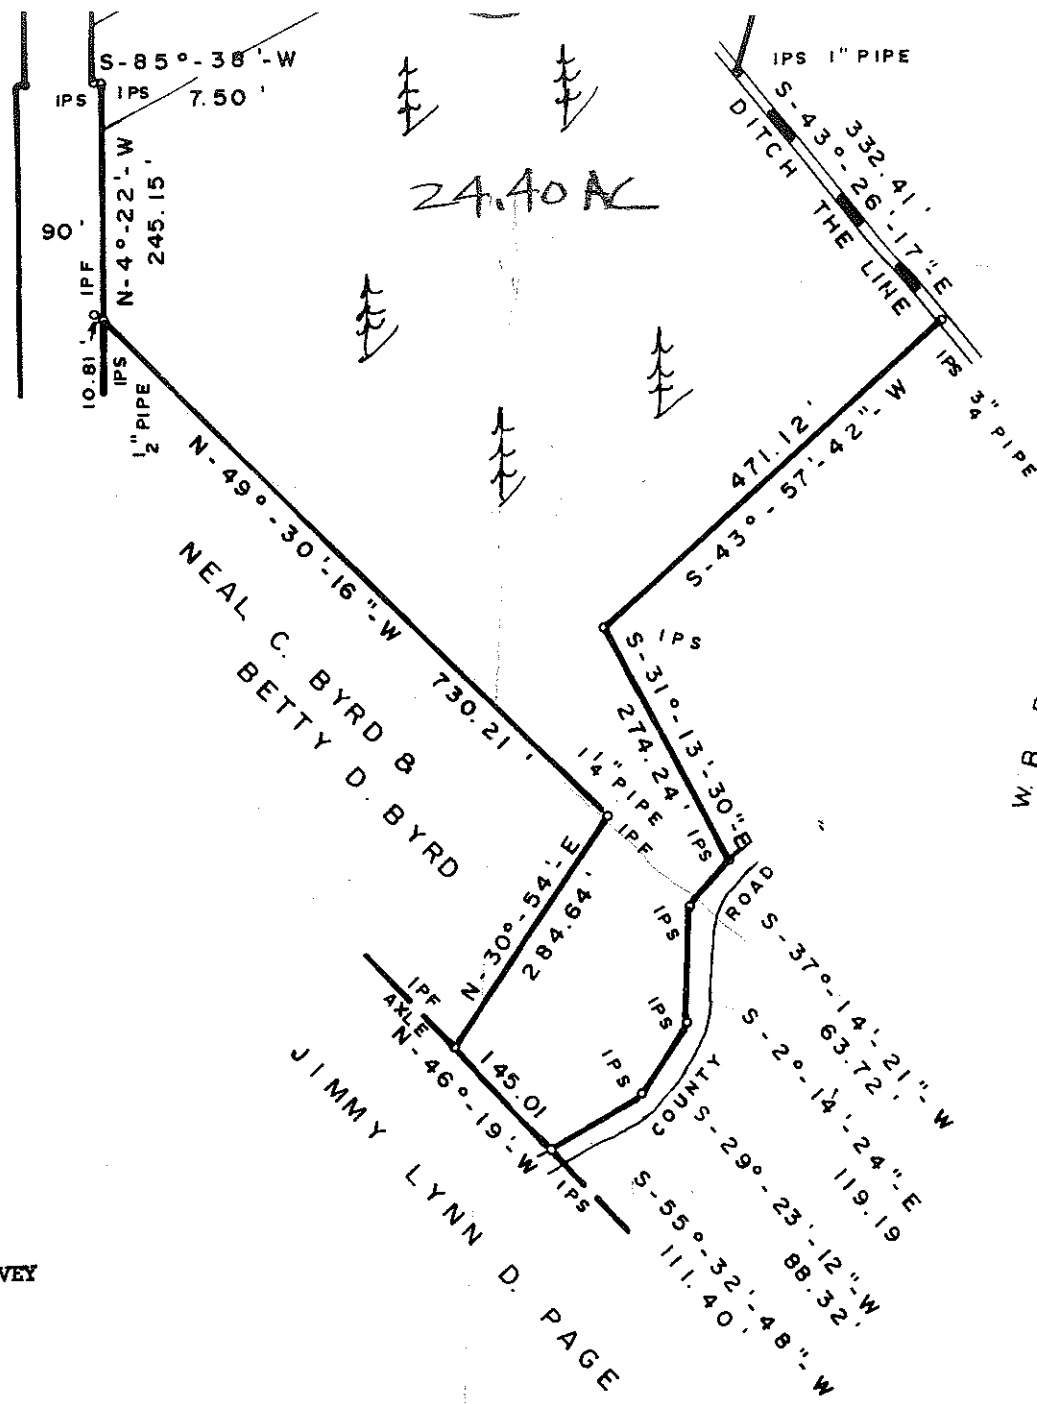 S-85°-38'-W
7.50'
IPS
IPS
N-4°-22'-W
245.15'
90'
IPF
10.81'
IPS
1/2" PIPE
24.40 AC
IPS 1" PIPE
S-43°-26'-17"-E
332.41'
DITCH THE LINE
IPS 3/4" PIPE
471.12'
S-43°-57'-42"-W
IPS
S-31°-13'-30"-E
274.24'
IPS
N-49°-30'-16"-W
730.21'
NEAL C. BYRD &
BETTY D. BYRD
1 1/4" PIPE
IPF
N-30°-54'-E
284.64'
IPF
AXLE
N-46°-19'-W
145.01
JIMMY LYNN D. PAGE
COUNTY ROAD
IPS
IPS
IPS
IPS
S-37°-14'-21"-W
63.72'
S-2°-14'-24"-E
119.19
S-29°-23'-12"-W
88.32'
S-55°-32'-48"-W
111.40'
W. B.
VEY